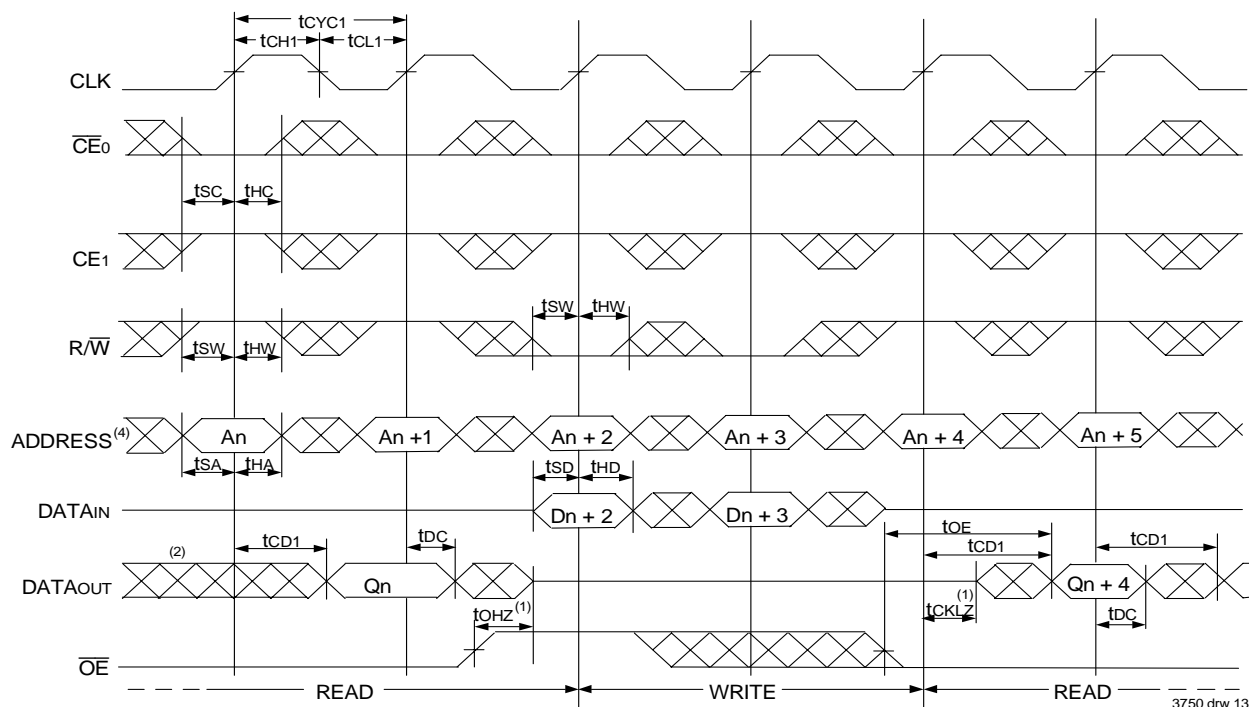 tCYC1
tCH1 tCL1
CLK
CE0
tSC tHC
CE1
tSW tHW
R/W
tSW tHW
ADDRESS(4) An An +1 An + 2 An + 3 An + 4 An + 5
tSA tHA tSD tHD
DATAIN Dn + 2 Dn + 3
tOE
(2) tCD1 tDC tCD1 tCD1
DATAOUT Qn Qn + 4
tOHZ(1) tCKLZ(1) tDC
OE
READ WRITE READ
3750 drw 13